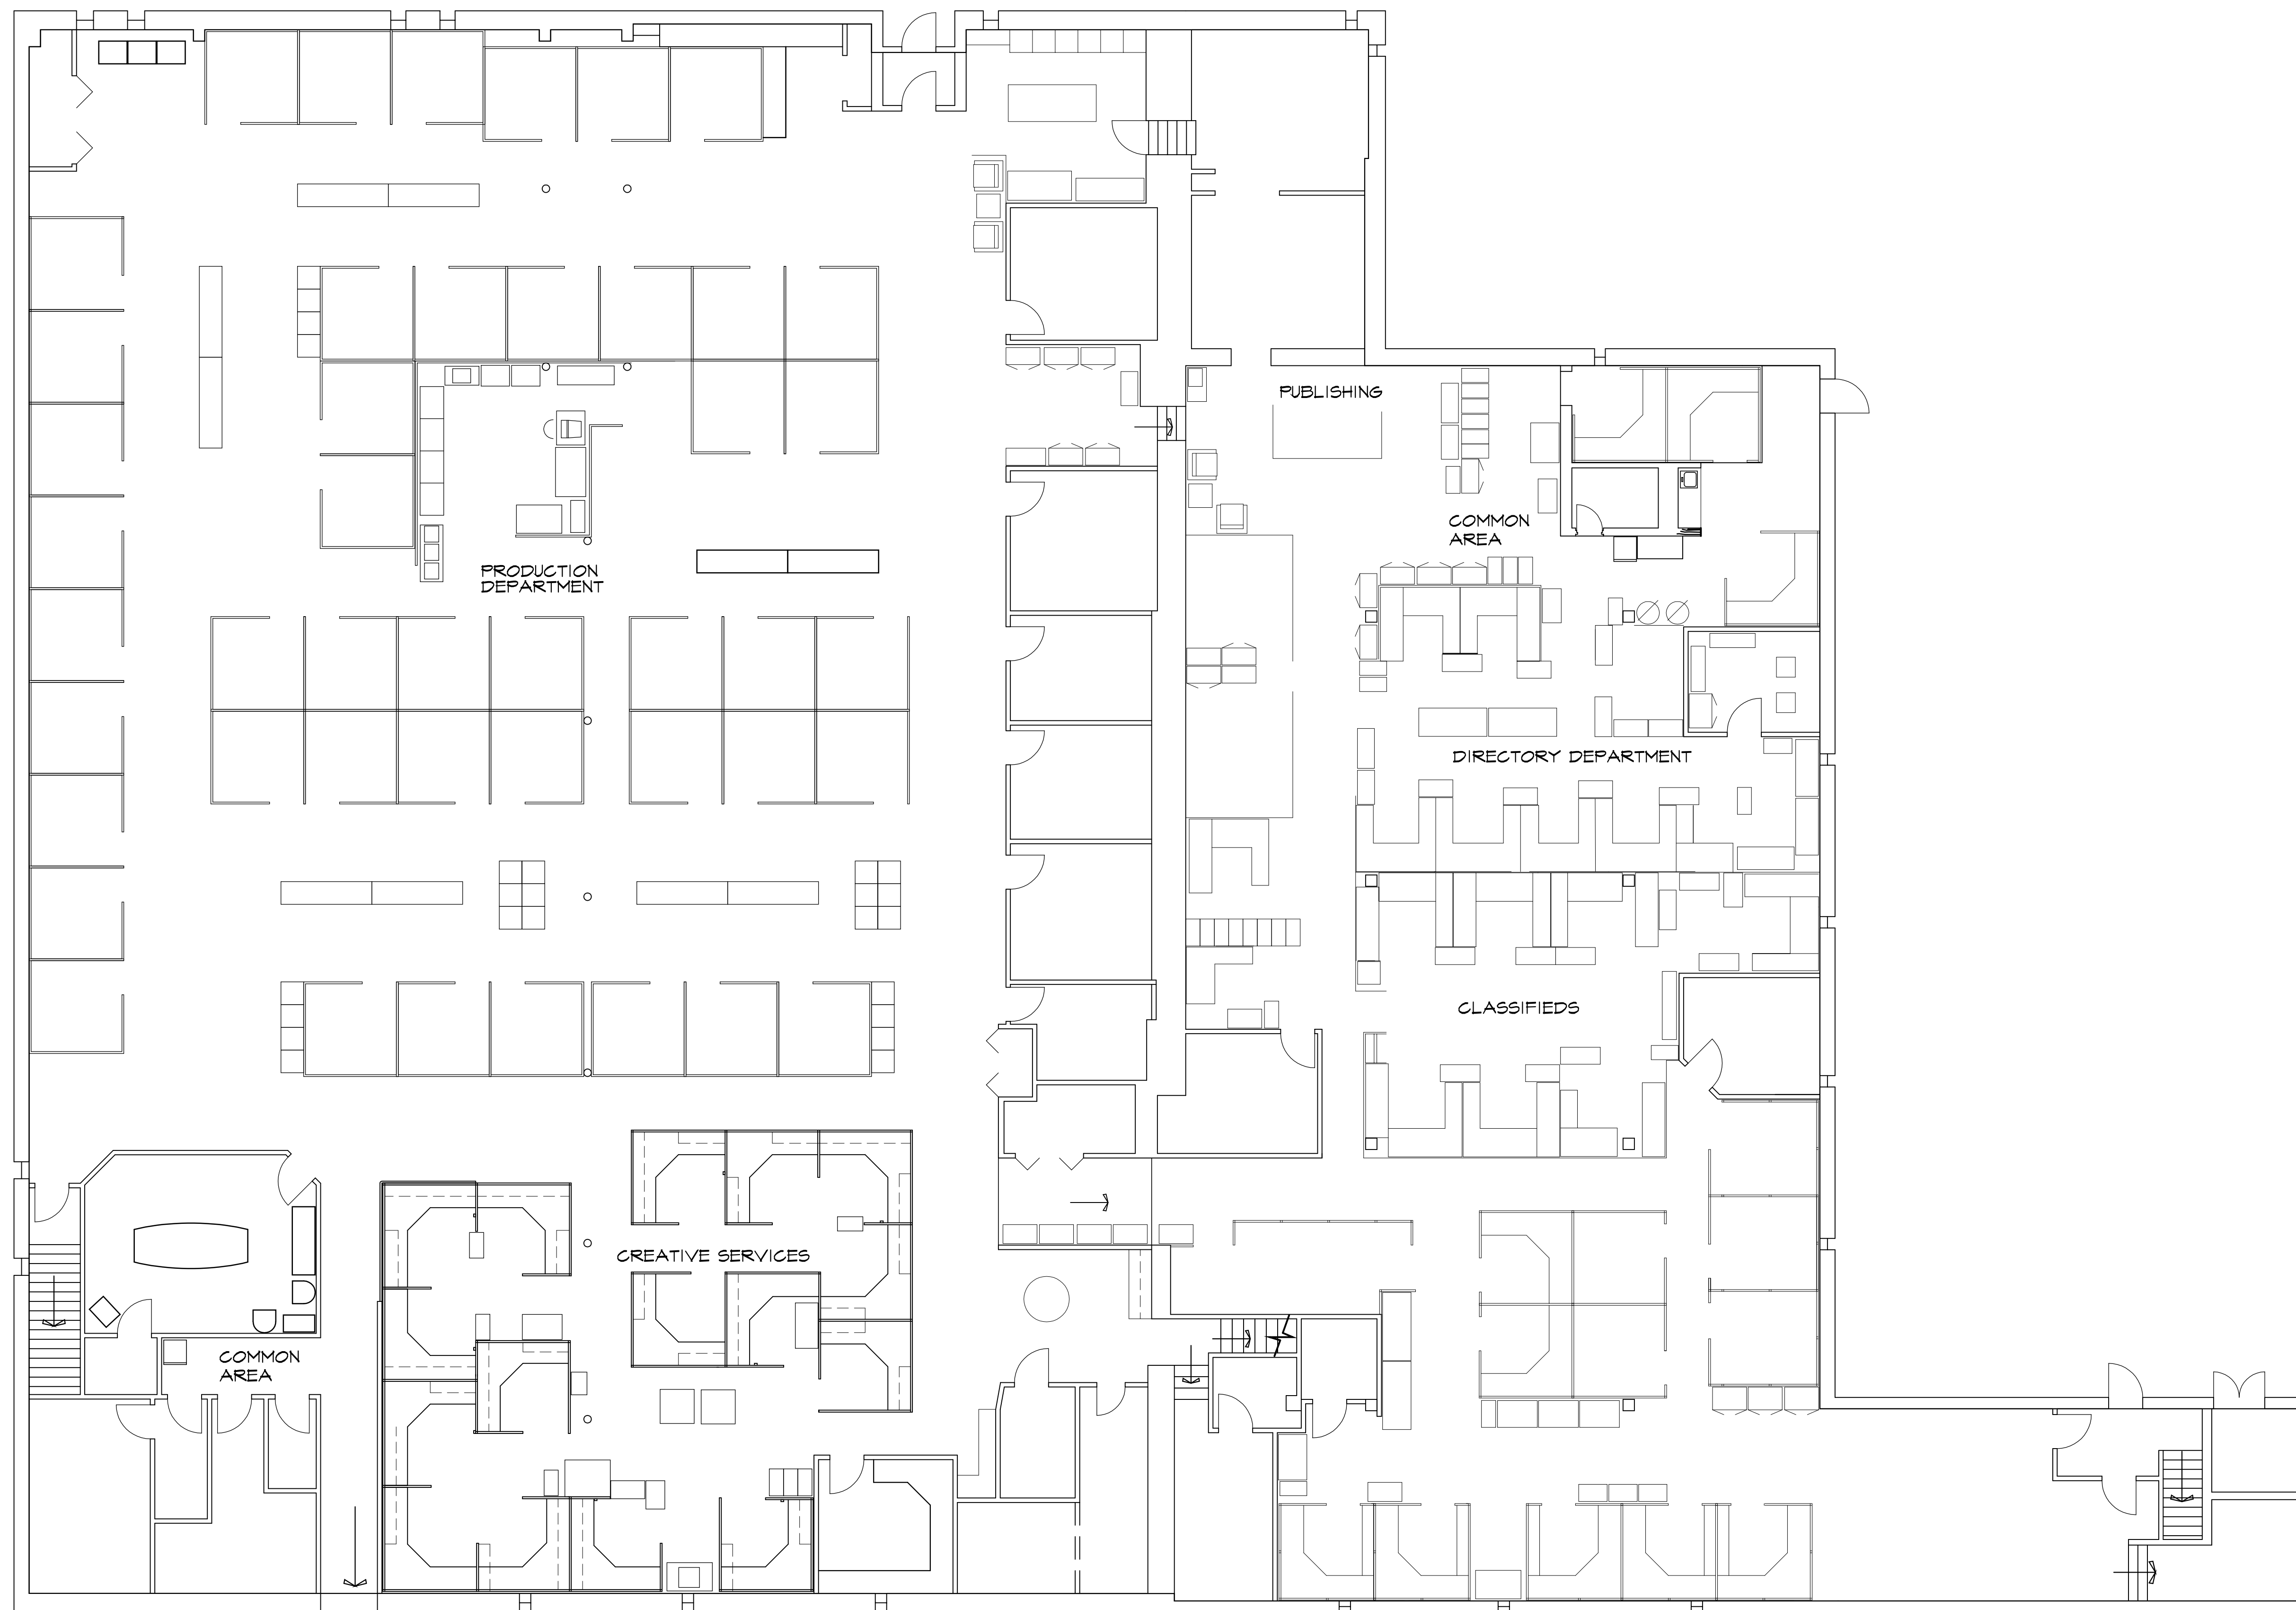 PUBLISHING
COMMON
AREA
PRODUCTION
DEPARTMENT
DIRECTORY DEPARTMENT
CLASSIFIEDS
CREATIVE SERVICES
COMMON
AREA